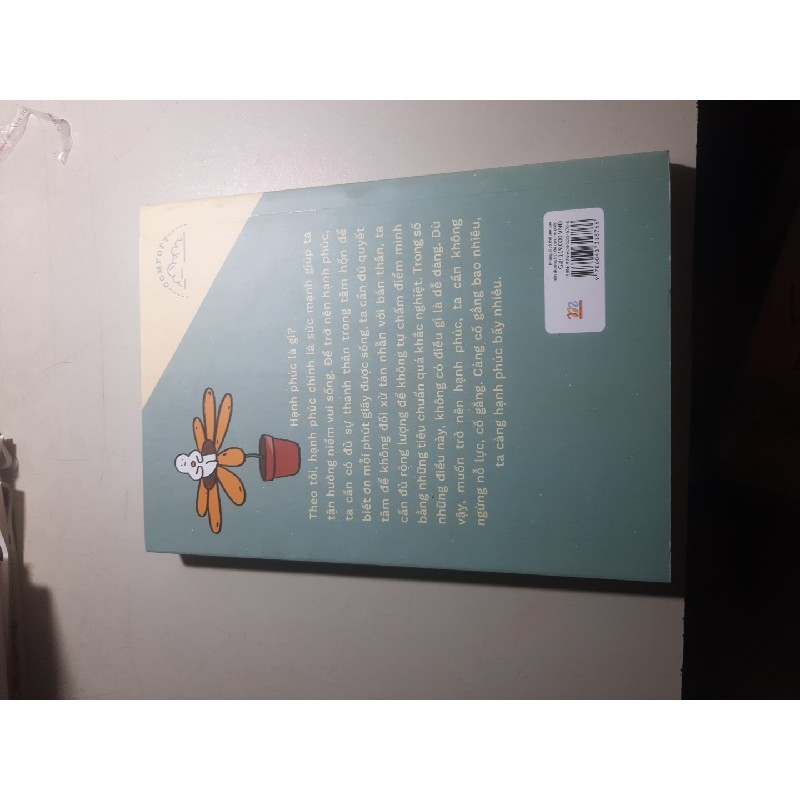 COMFORT
Hạnh phúc là gì?
Theo tôi, hạnh phúc chính là sức mạnh giúp ta
tận hưởng niềm vui sống. Để trở nên hạnh phúc,
ta cần có đủ sự thảnh thản trong tâm hồn, để
biết ơn mỗi phút giây được sống, ta cần đủ quyết
tâm để không đối xử tàn nhẫn với bản thân, ta
cần đủ rộng lượng để không tự chấm điểm mình
bằng những tiêu chuẩn quá khắc nghiệt. Trong số
những điều này, không có điều gì là dễ dàng. Dù
vậy, muốn trở nên hạnh phúc, ta cần không
ngừng nỗ lực, cố gắng. Càng cố gắng bao nhiêu,
ta càng hạnh phúc bấy nhiêu.